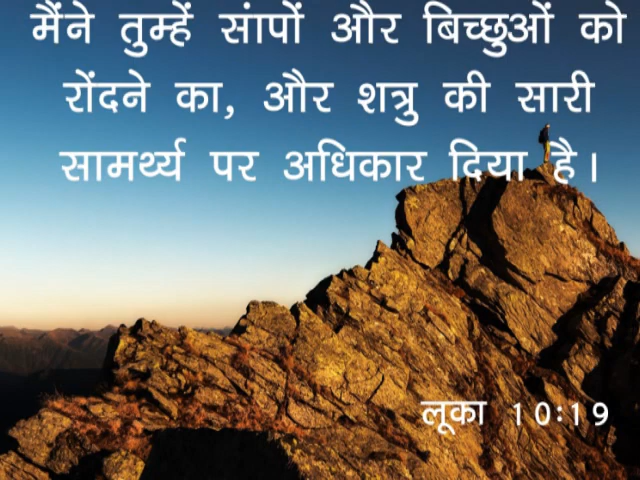 मैंने तुम्हें सांपों और बिच्छुओं को
रोंदने का, और शत्रु की सारी
सामर्थ्य पर अधिकार दिया है।
लूका 10:19